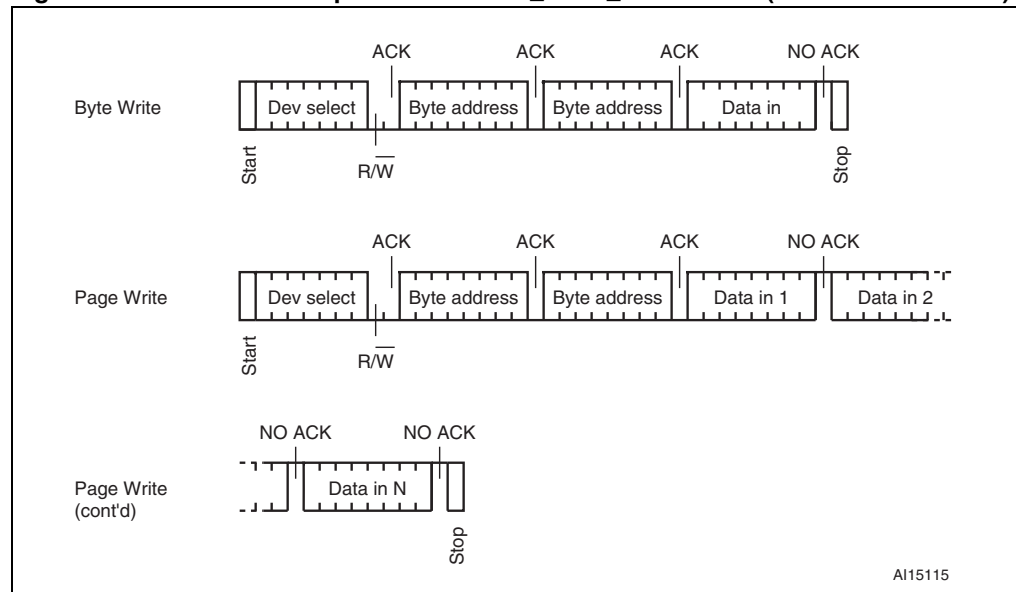 ACK ACK ACK NO ACK
Byte Write Dev select Byte address Byte address Data in
Start R/W Stop
ACK ACK ACK NO ACK
Page Write Dev select Byte address Byte address Data in 1 Data in 2
Start R/W
NO ACK NO ACK
Page Write Data in N
(cont'd)
Stop
AI15115